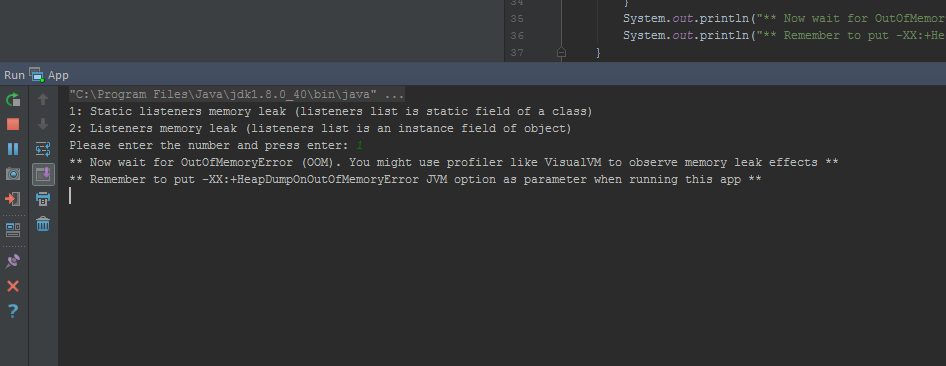 34 }
35 System.out.println("** Now wait for OutOfMemor
36 System.out.println("** Remember to put -XX:+He
37 }
Run App
"C:\Program Files\Java\jdk1.8.0_40\bin\java" ...
1: Static listeners memory leak (listeners list is static field of a class)
2: Listeners memory leak (listeners list is an instance field of object)
Please enter the number and press enter: 1
** Now wait for OutOfMemoryError (OOM). You might use profiler like VisualVM to observe memory leak effects **
** Remember to put -XX:+HeapDumpOnOutOfMemoryError JVM option as parameter when running this app **